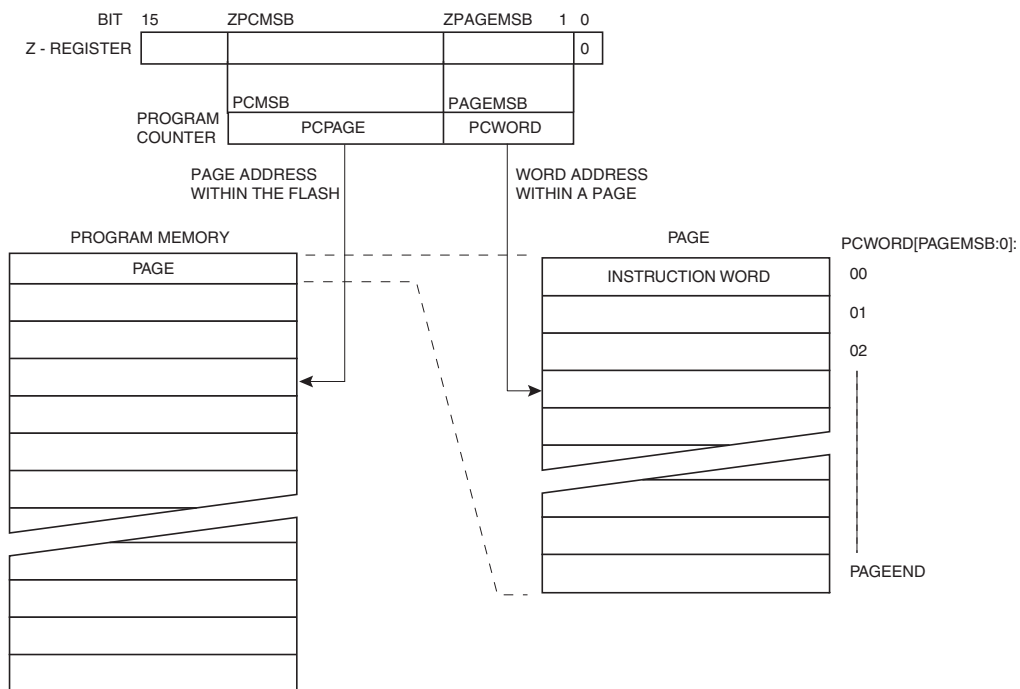 BIT 15 ZPCMSB ZPAGEMSB 1 0
Z - REGISTER 0
PCMSB PAGEMSB
PROGRAM
COUNTER
PCPAGE PCWORD
PAGE ADDRESS
WITHIN THE FLASH
WORD ADDRESS
WITHIN A PAGE
PROGRAM MEMORY
PAGE
PAGE
PCWORD[PAGEMSB:0]:
INSTRUCTION WORD 00
01
02
PAGEEND